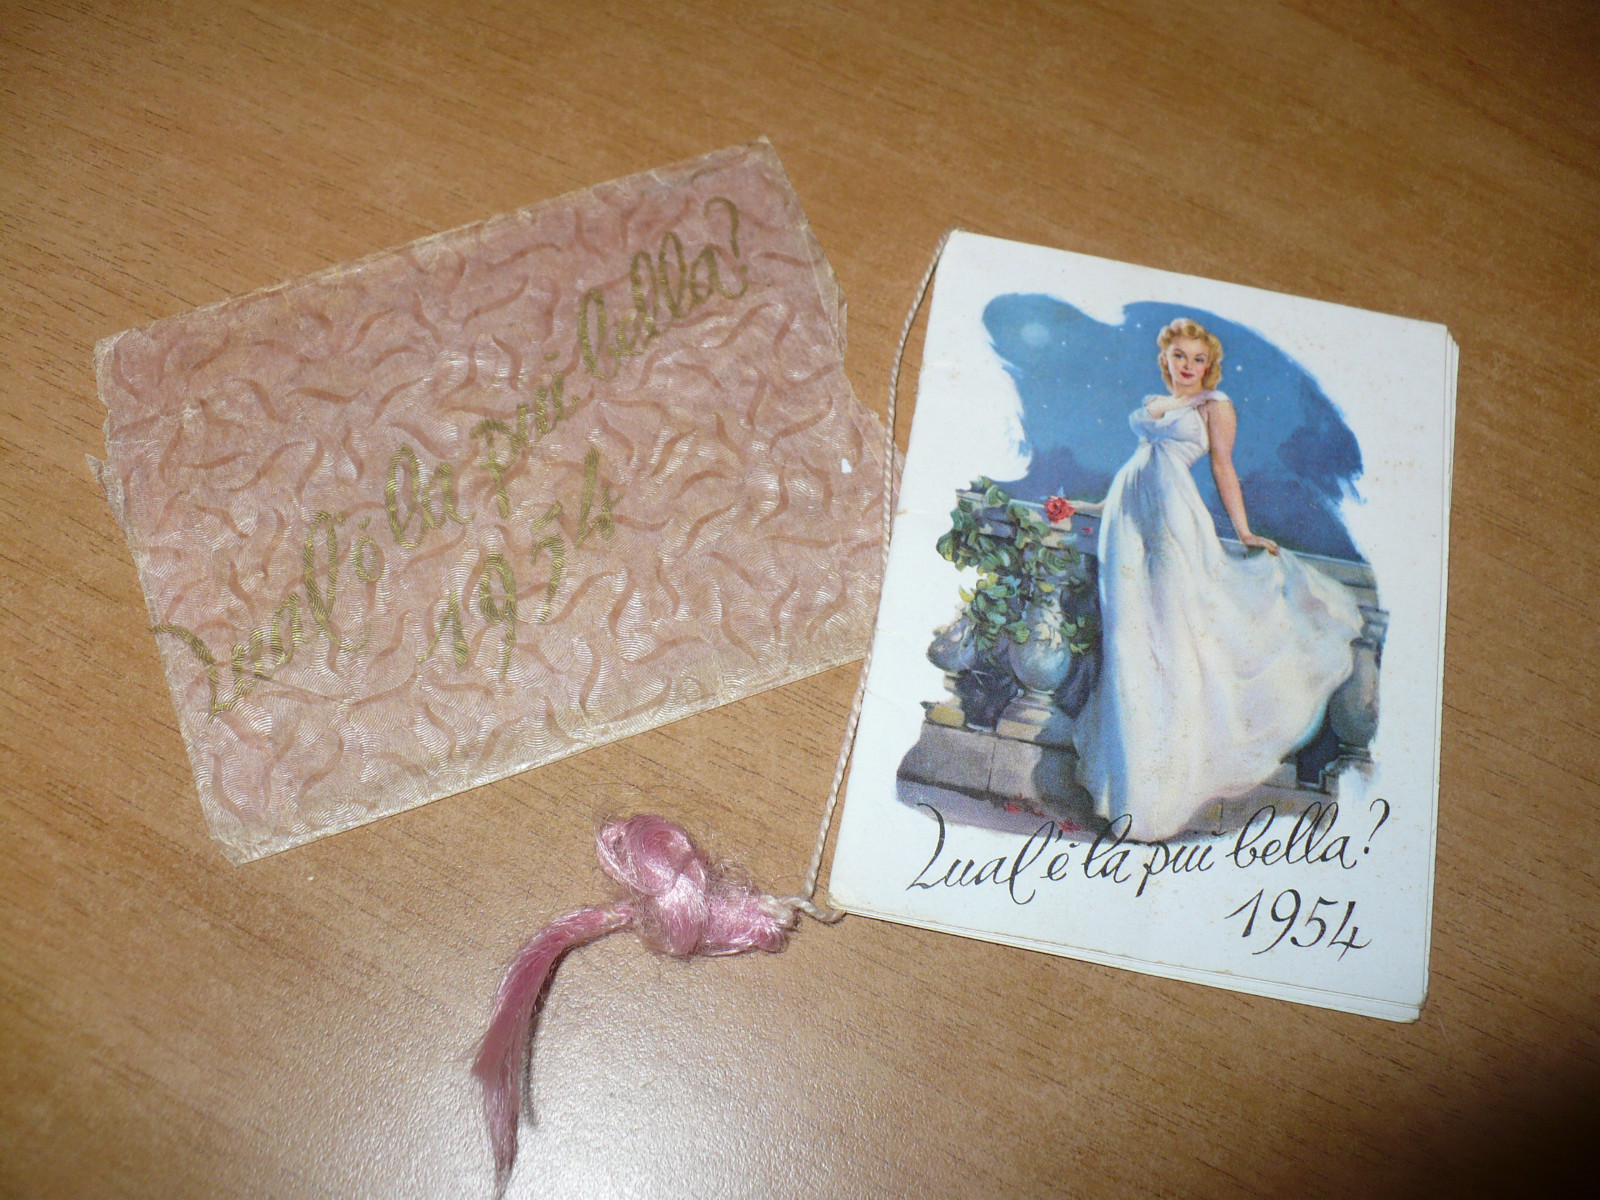 Qual'è la più bella?
1954
Qual'è la più bella?
1954